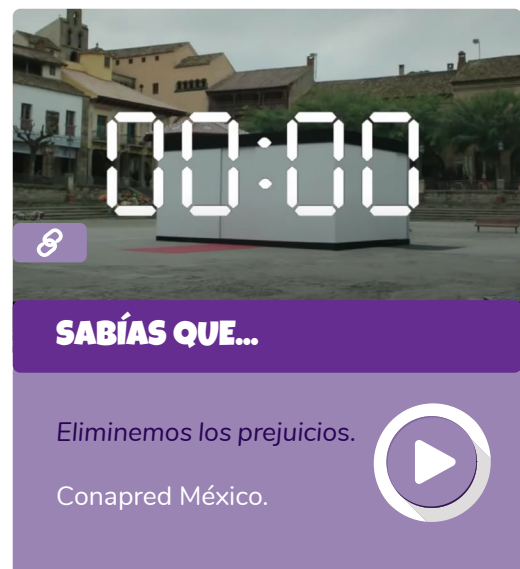 00:00
SABÍAS QUE...
Eliminemos los prejuicios.
Conapred México.